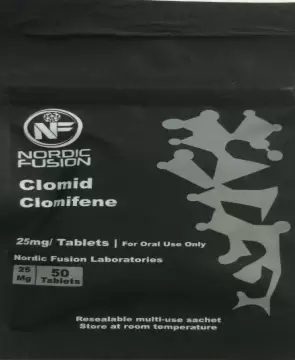 NF
NORDIC
FUSION
Clomid
Clomifene
25mg/ Tablets | For Oral Use Only
Nordic Fusion Laboratories
25 50
Mg Tablets
Resealable multi-use sachet
Store at room temperature